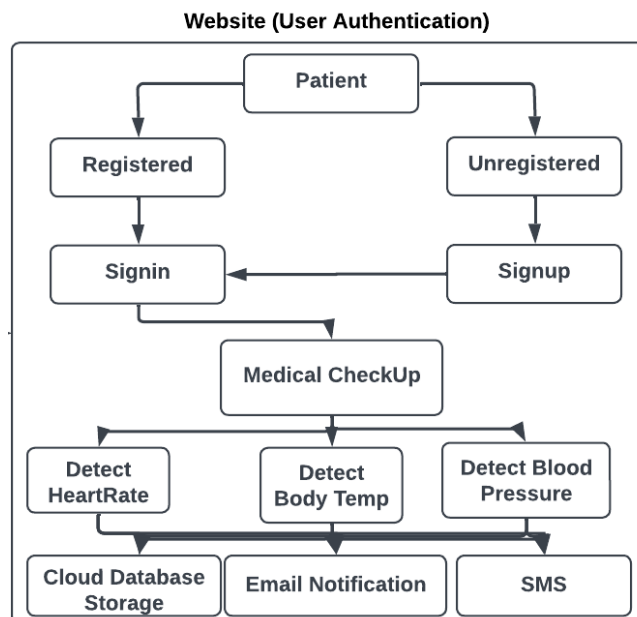 Website (User Authentication)
Patient
Registered
Unregistered
Signin
Signup
Medical CheckUp
Detect
HeartRate
Detect
Body Temp
Detect Blood
Pressure
Cloud Database
Storage
Email Notification
SMS